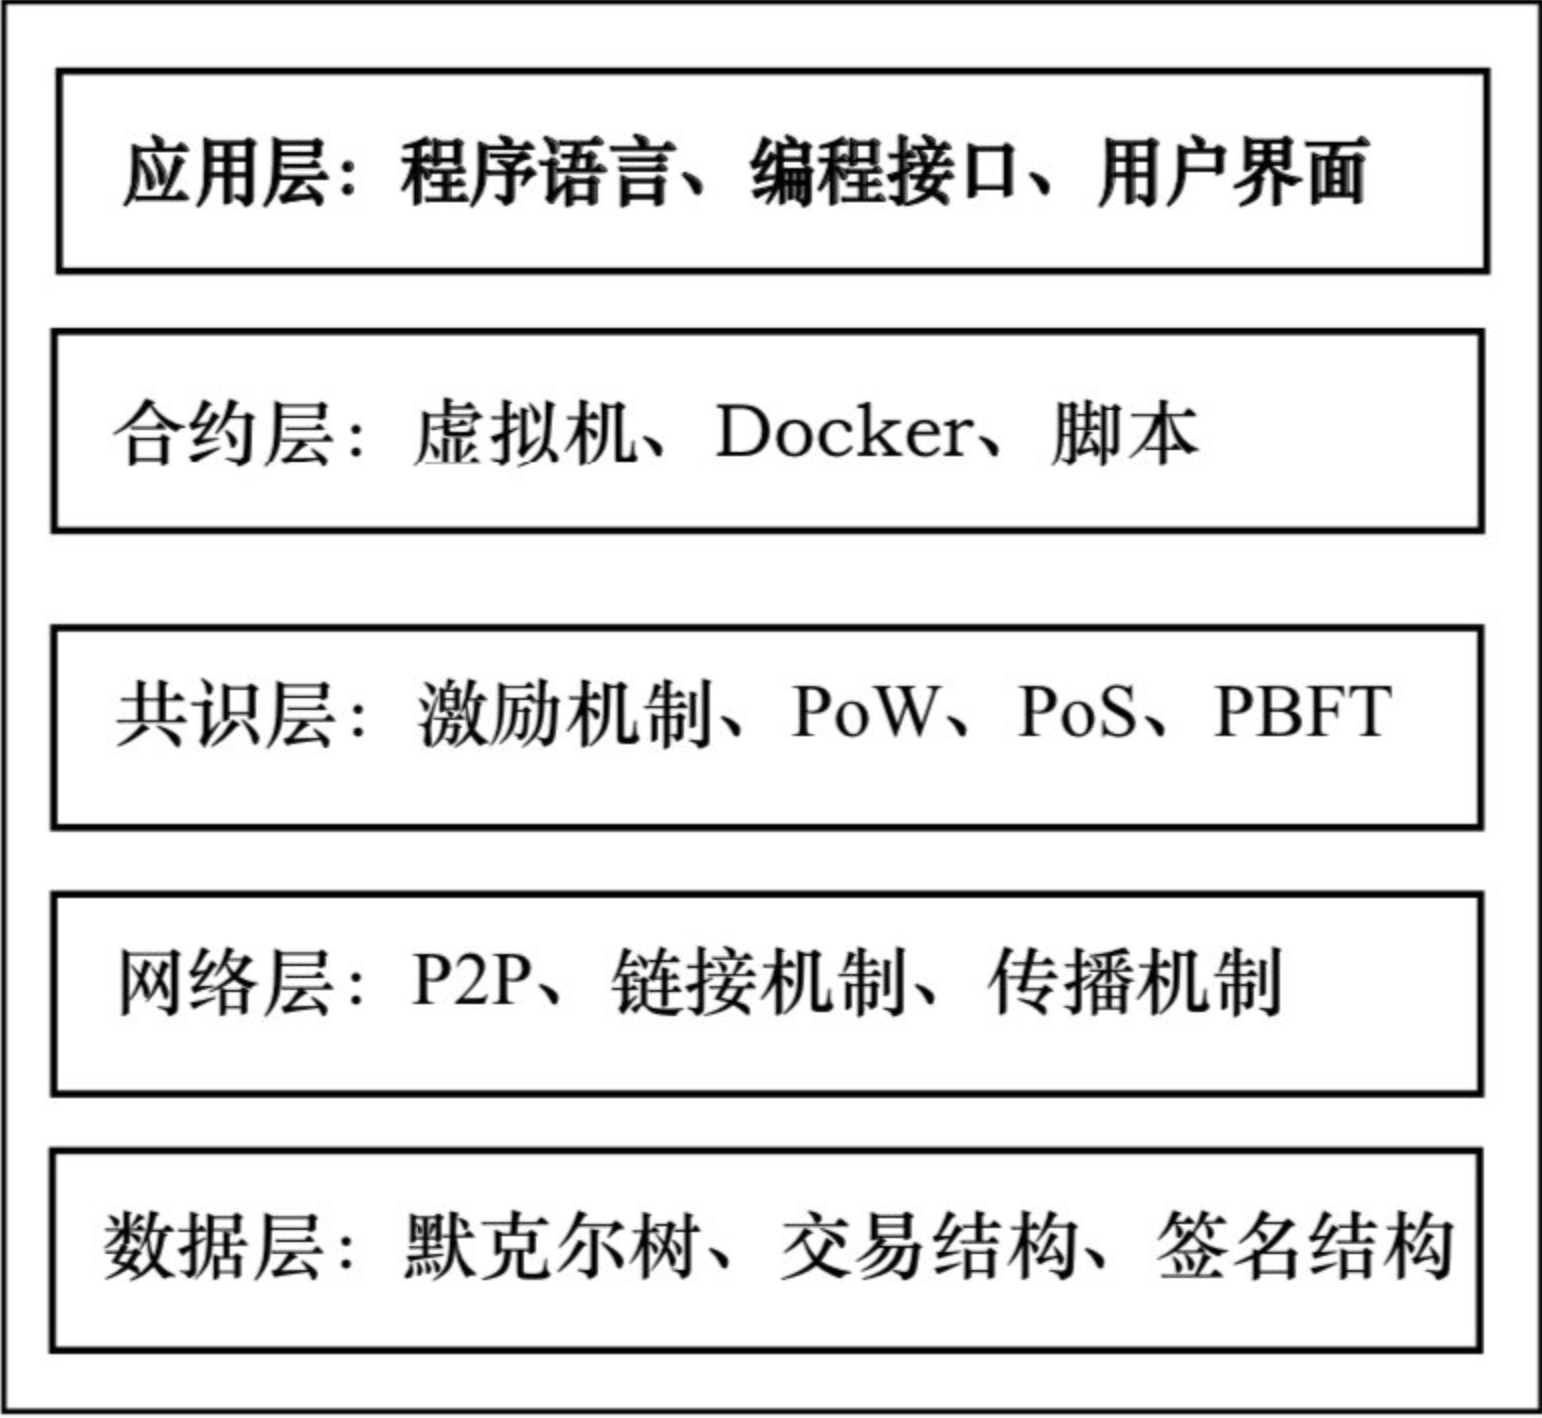 应用层：程序语言、编程接口、用户界面
合约层：虚拟机、Docker、脚本
共识层：激励机制、PoW、PoS、PBFT
网络层：P2P、链接机制、传播机制
数据层：默克尔树、交易结构、签名结构